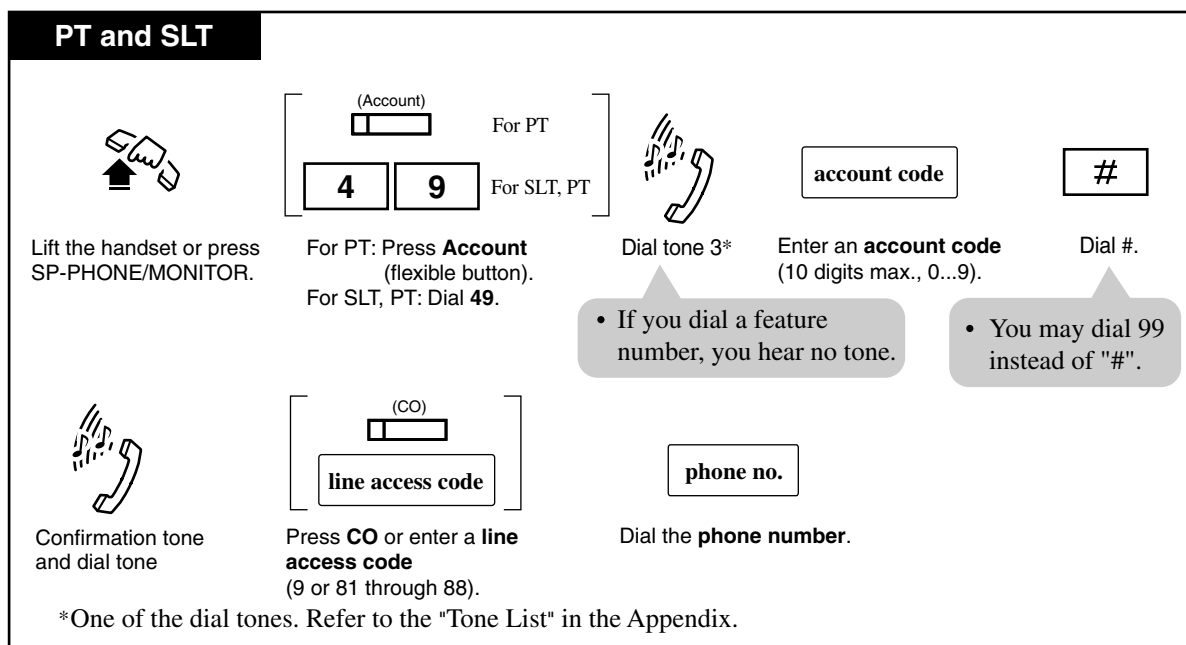 PT and SLT
(Account)
For PT
4 9 For SLT, PT
account code
#
Lift the handset or press
SP-PHONE/MONITOR.
For PT: Press Account
(flexible button).
For SLT, PT: Dial 49.
Dial tone 3*
Enter an account code
(10 digits max., 0...9).
Dial #.
• If you dial a feature
number, you hear no tone.
• You may dial 99
instead of "#".
(CO)
line access code
phone no.
Confirmation tone
and dial tone
Press CO or enter a line
access code
(9 or 81 through 88).
Dial the phone number.
*One of the dial tones. Refer to the "Tone List" in the Appendix.